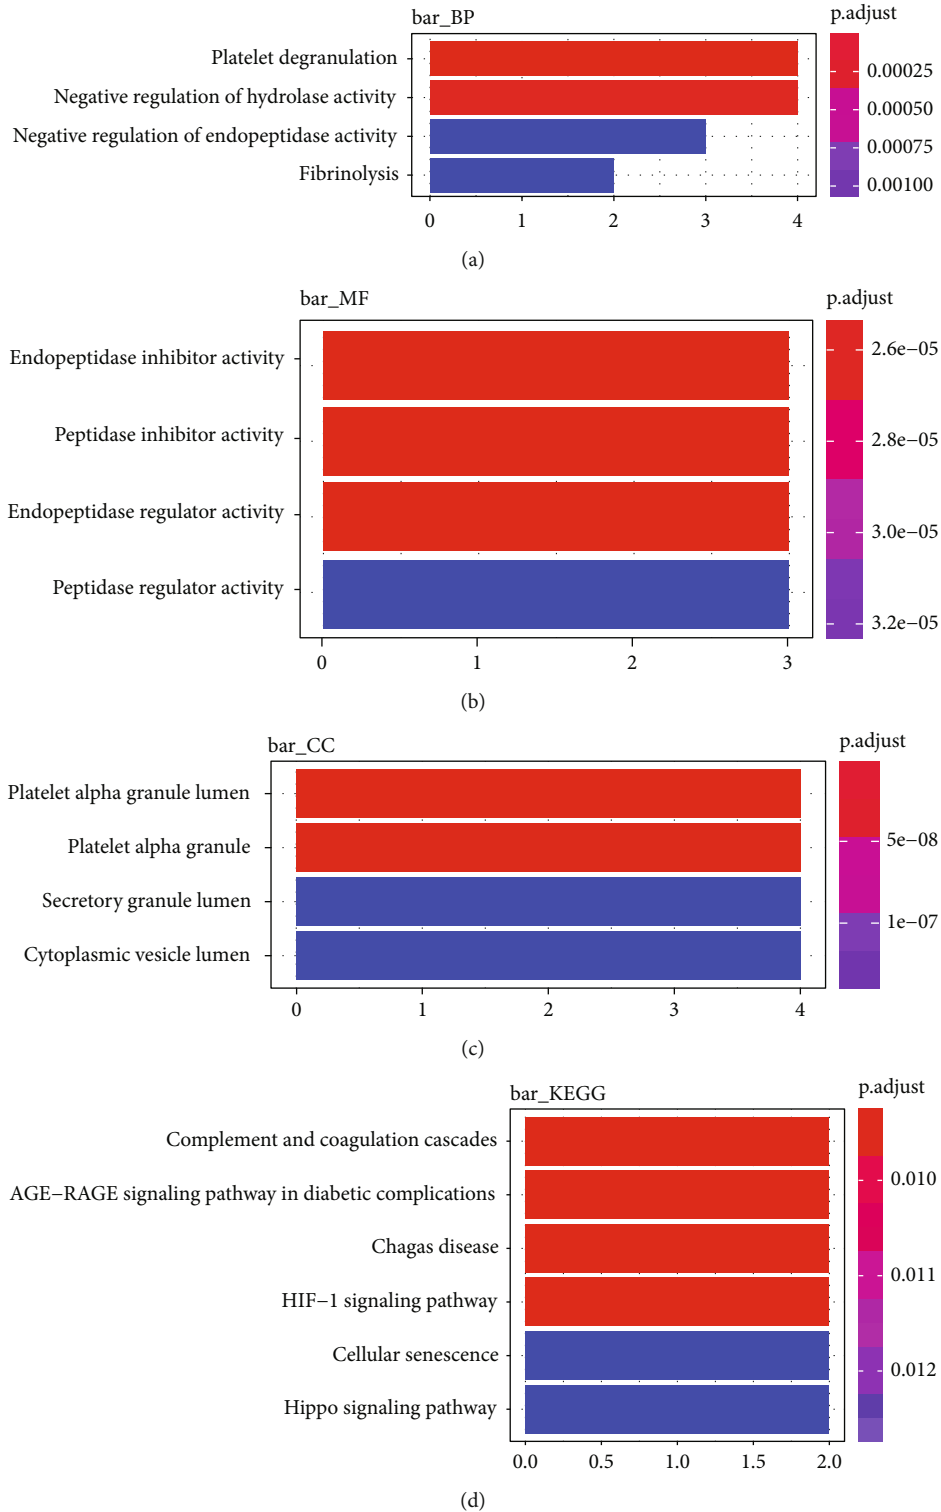 bar_BP
p.adjust
Platelet degranulation
Negative regulation of hydrolase activity
Negative regulation of endopeptidase activity
Fibrinolysis
0.00025
0.00050
0.00075
0.00100
0 1 2 3 4
(a)
bar_MF
p.adjust
Endopeptidase inhibitor activity
Peptidase inhibitor activity
Endopeptidase regulator activity
Peptidase regulator activity
2.6e−05
2.8e−05
3.0e−05
3.2e−05
0 1 2 3
(b)
bar_CC
p.adjust
Platelet alpha granule lumen
Platelet alpha granule
Secretory granule lumen
Cytoplasmic vesicle lumen
5e−08
1e−07
0 1 2 3 4
(c)
bar_KEGG
p.adjust
Complement and coagulation cascades
AGE−RAGE signaling pathway in diabetic complications
Chagas disease
HIF−1 signaling pathway
Cellular senescence
Hippo signaling pathway
0.010
0.011
0.012
0.0 0.5 1.0 1.5 2.0
(d)